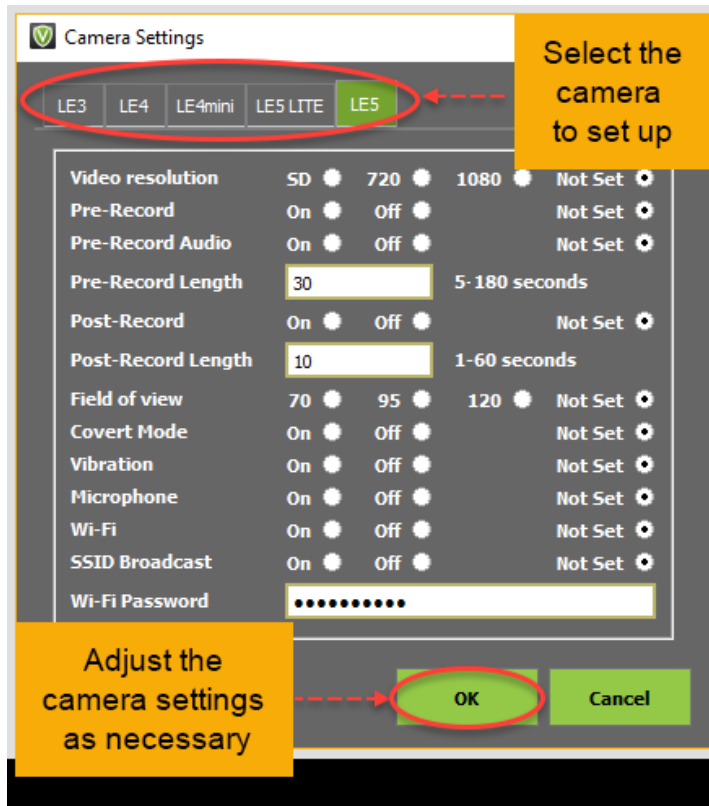 Camera Settings
Select the
camera
to set up
LE3 LE4 LE4mini LE5 LITE LE5
Video resolution SD 720 1080 Not Set
Pre-Record On Off Not Set
Pre-Record Audio On Off Not Set
Pre-Record Length 30 5-180 seconds
Post-Record On Off Not Set
Post-Record Length 10 1-60 seconds
Field of view 70 95 120 Not Set
Covert Mode On Off Not Set
Vibration On Off Not Set
Microphone On Off Not Set
Wi-Fi On Off Not Set
SSID Broadcast On Off Not Set
Wi-Fi Password ••••••••••
Adjust the
camera settings
as necessary
OK Cancel